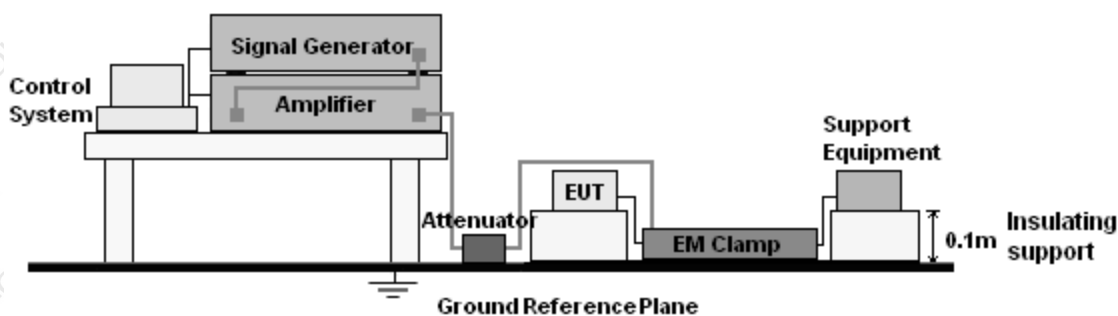 Signal Generator
Control
System
Amplifier
Support
Equipment
EUT
Attenuator
EM Clamp
0.1m
Insulating
support
Ground Reference Plane